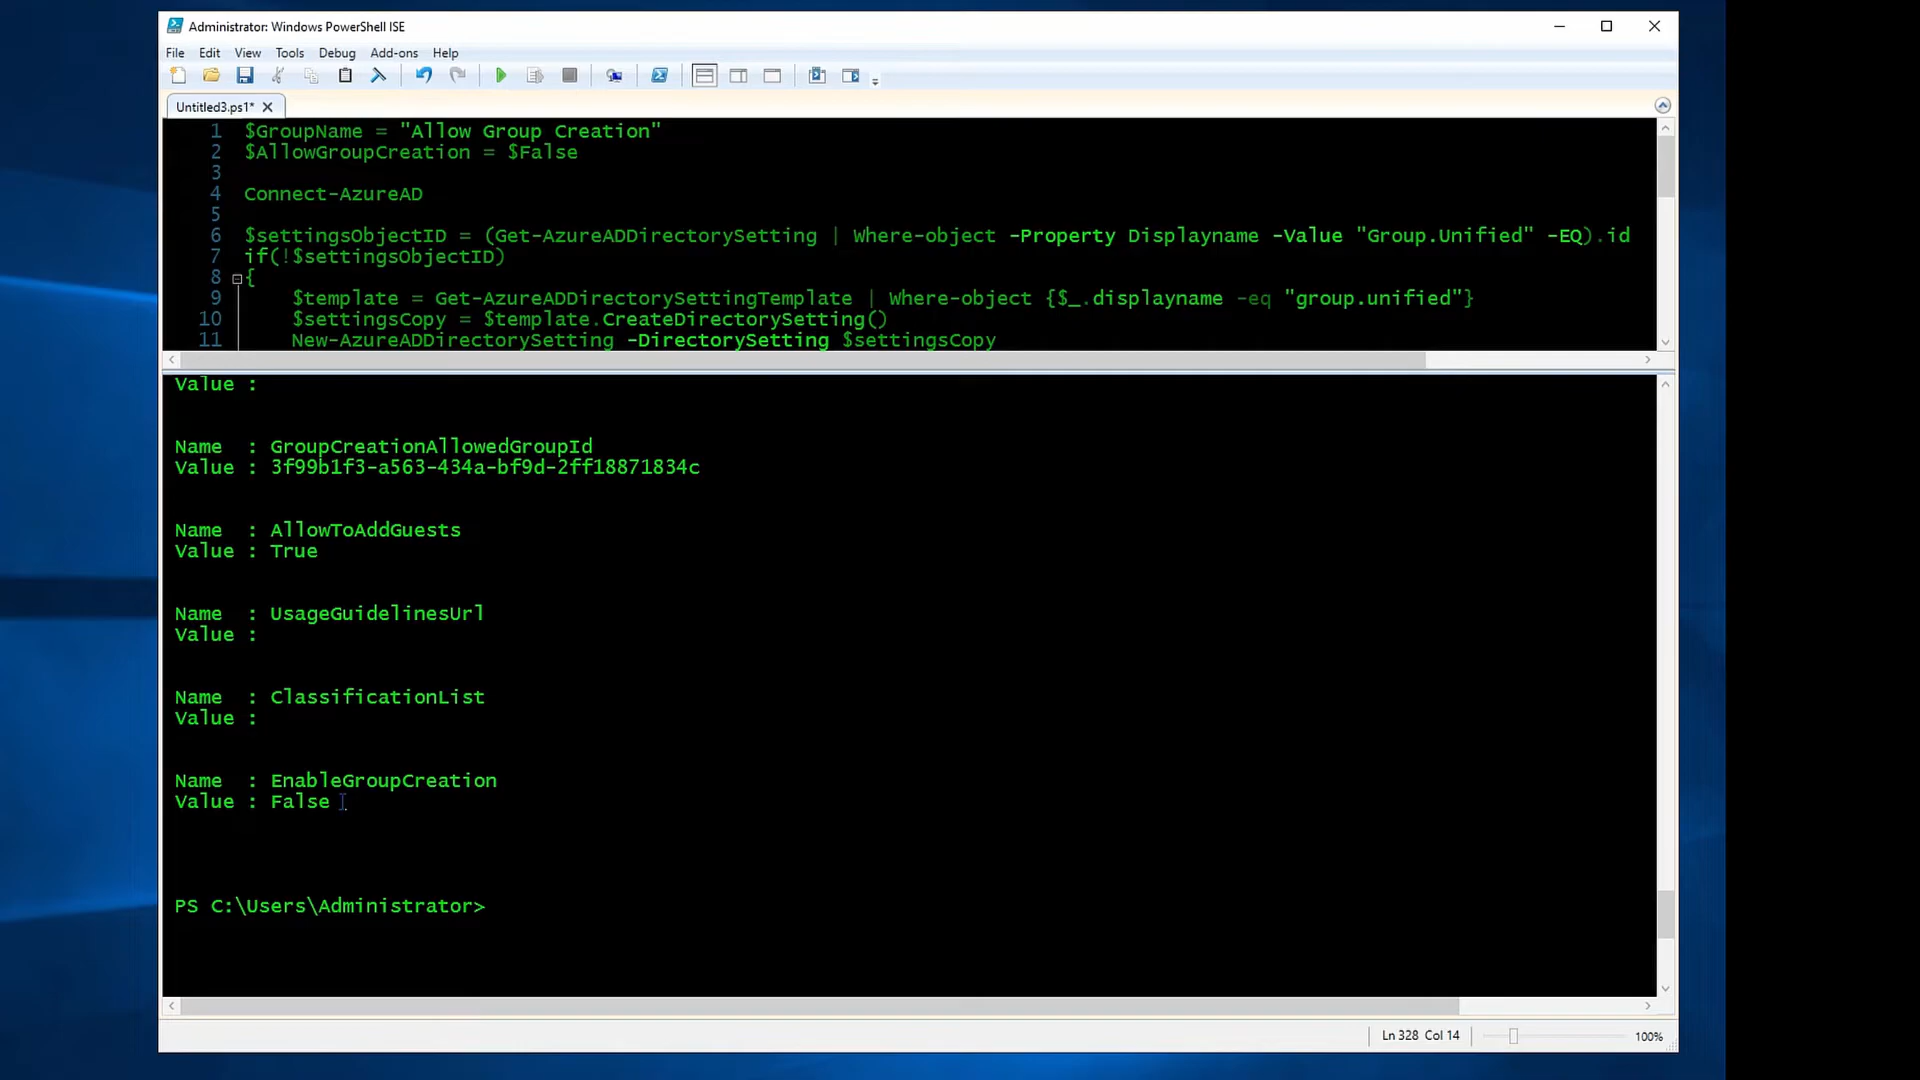 Administrator: Windows PowerShell ISE
File Edit View Tools Debug Add-ons Help
Untitled3.ps1*
1 $GroupName = "Allow Group Creation"
2 $AllowGroupCreation = $False
3
4 Connect-AzureAD
5
6 $settingsObjectID = (Get-AzureADDirectorySetting | Where-object -Property Displayname -Value "Group.Unified" -EQ).id
7 if(!$settingsObjectID)
8 {
9 $template = Get-AzureADDirectorySettingTemplate | Where-object {$_.displayname -eq "group.unified"}
10 $settingsCopy = $template.CreateDirectorySetting()
11 New-AzureADDirectorySetting -DirectorySetting $settingsCopy
Value :
Name : GroupCreationAllowedGroupId
Value : 3f99b1f3-a563-434a-bf9d-2ff18871834c
Name : AllowToAddGuests
Value : True
Name : UsageGuidelinesUrl
Value :
Name : ClassificationList
Value :
Name : EnableGroupCreation
Value : False
PS C:\Users\Administrator>
Ln 328 Col 14 100%